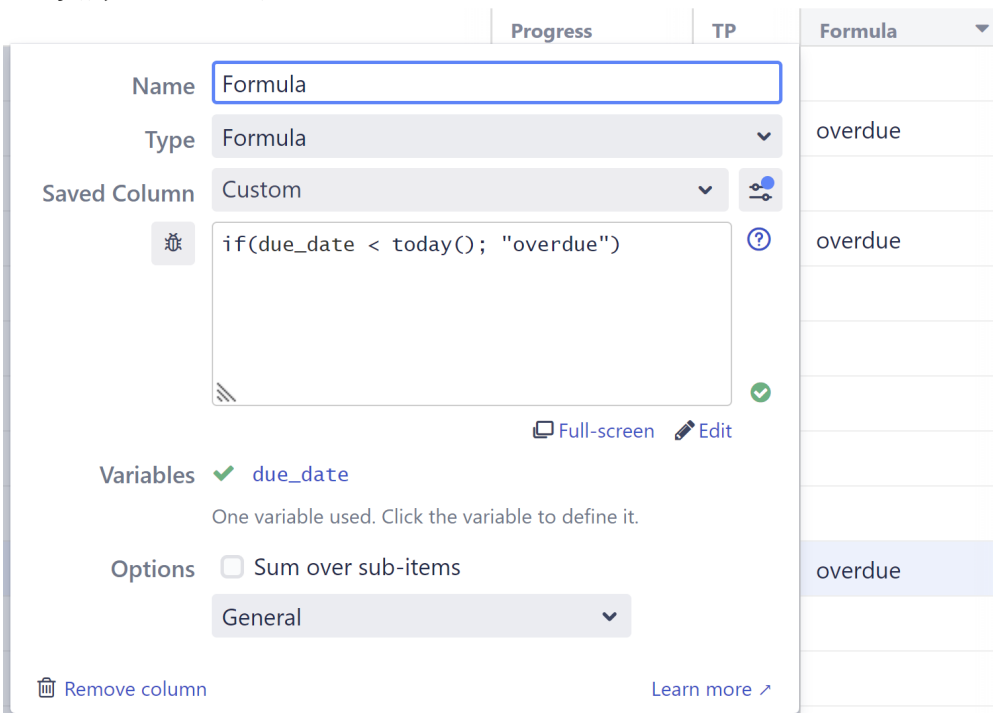 Progress TP Formula
Name Formula
Type Formula
overdue
Saved Column Custom
if(due_date < today(); "overdue")
overdue
Full-screen Edit
Variables due_date
One variable used. Click the variable to define it.
Options Sum over sub-items
overdue
General
Remove column Learn more ↗